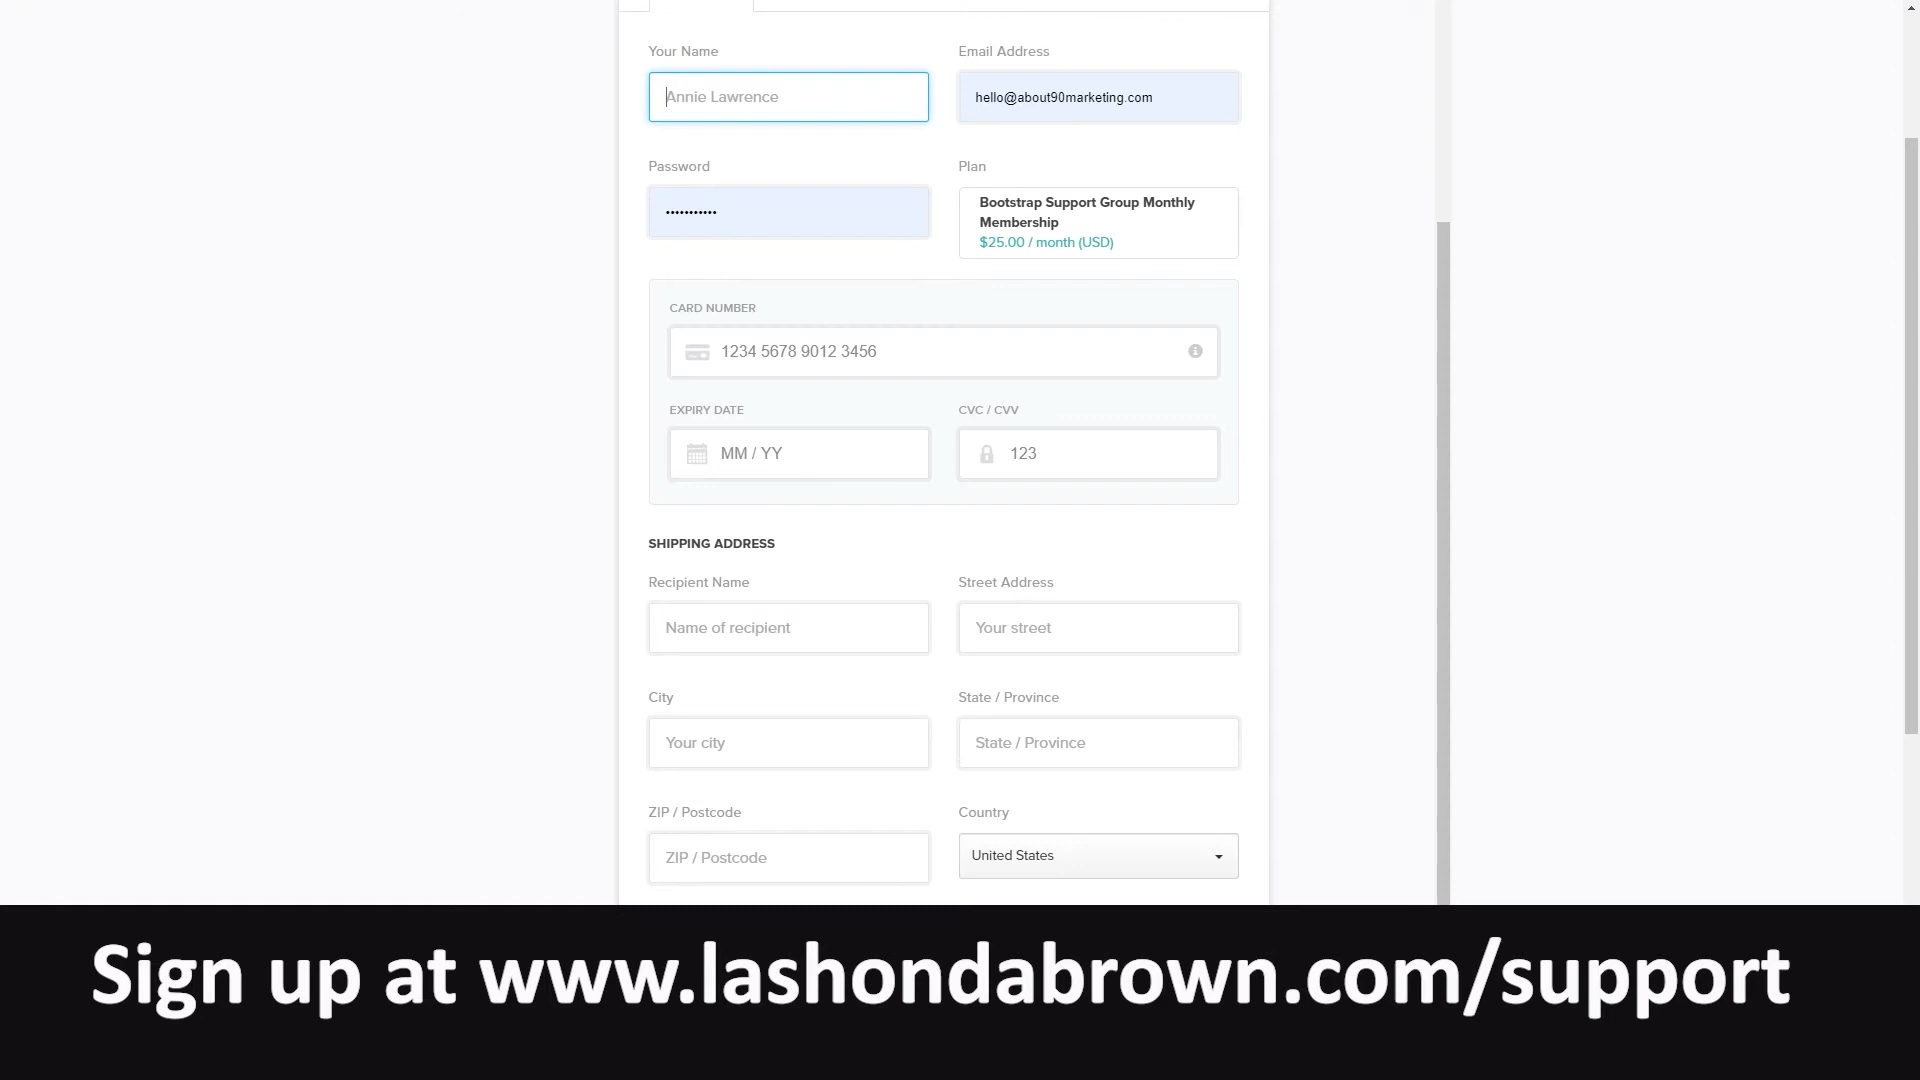 Your Name
Email Address
Annie Lawrence
hello@about90marketing.com
Password
Plan
•••••••••••
Bootstrap Support Group Monthly
Membership
$25.00 / month (USD)
CARD NUMBER
1234 5678 9012 3456
EXPIRY DATE
CVC / CVV
MM / YY
123
SHIPPING ADDRESS
Recipient Name
Street Address
Name of recipient
Your street
City
State / Province
Your city
State / Province
ZIP / Postcode
Country
ZIP / Postcode
United States
Sign up at www.lashondabrown.com/support